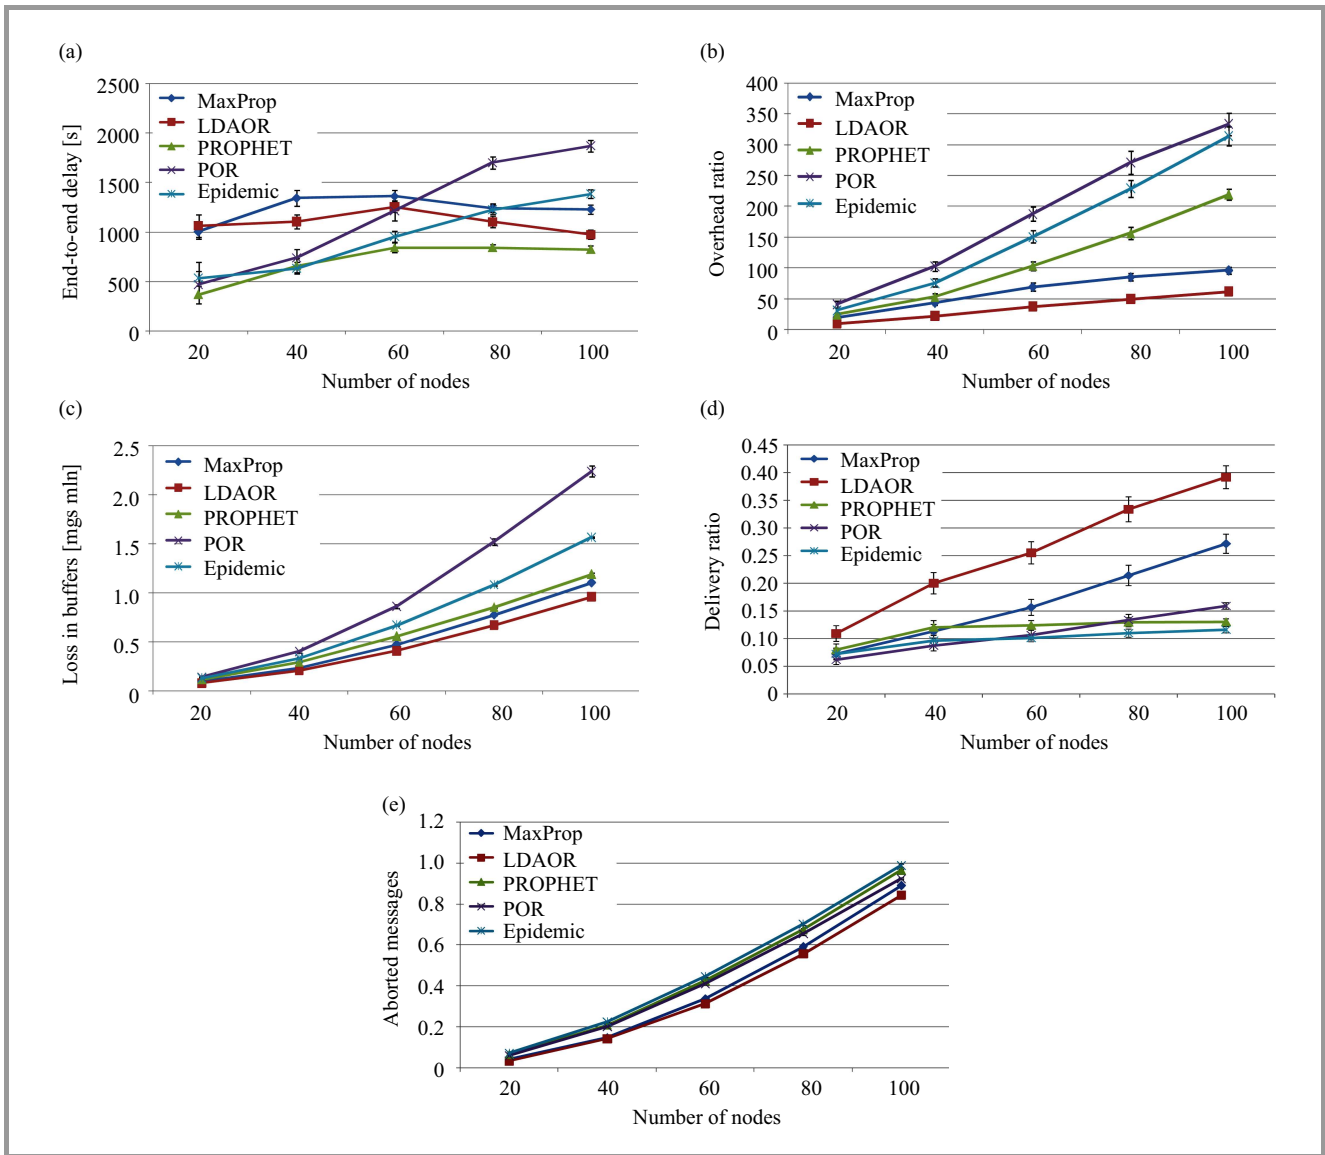 (a)
2500
2000
1500
1000
500
0
End-to-end delay [s]
MaxProp
LDAOR
PROPHET
POR
Epidemic
20 40 60 80 100
Number of nodes
(b)
400
350
300
250
200
150
100
50
0
Overhead ratio
MaxProp
LDAOR
PROPHET
POR
Epidemic
20 40 60 80 100
Number of nodes
(c)
2.5
2.0
1.5
1.0
0.5
0
Loss in buffers [mgs mln]
MaxProp
LDAOR
PROPHET
POR
Epidemic
20 40 60 80 100
Number of nodes
(d)
0.45
0.40
0.35
0.30
0.25
0.20
0.15
0.10
0.05
0
Delivery ratio
MaxProp
LDAOR
PROPHET
POR
Epidemic
20 40 60 80 100
Number of nodes
(e)
1.2
1.0
0.8
0.6
0.4
0.2
0
Aborted messages
MaxProp
LDAOR
PROPHET
POR
Epidemic
20 40 60 80 100
Number of nodes